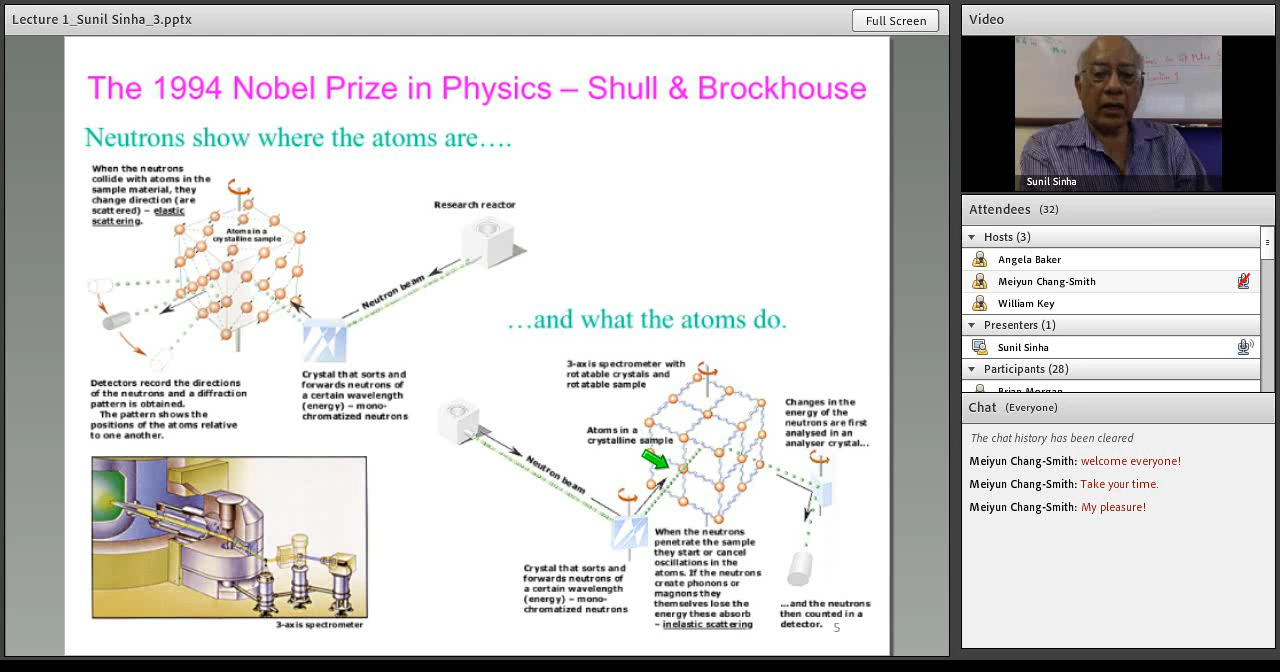 Lecture 1_Sunil Sinha_3.pptx
Full Screen
The 1994 Nobel Prize in Physics – Shull & Brockhouse
Neutrons show where the atoms are….
When the neutrons
collide with atoms in the
sample material, they
change direction (are
scattered) – elastic
scattering.
Atoms in a
crystalline sample
Research reactor
Neutron beam
Crystal that sorts and
forwards neutrons of
a certain wavelength
(energy) – mono-
chromatized neutrons
Detectors record the directions
of the neutrons and a diffraction
pattern is obtained.
The pattern shows the
positions of the atoms relative
to one another.
3-axis spectrometer
…and what the atoms do.
3-axis spectrometer with
rotatable crystals and
rotatable sample
Atoms in a
crystalline sample
Changes in the
energy of the
neutrons are first
analysed in an
analyser crystal...
Neutron beam
Crystal that sorts and
forwards neutrons of
a certain wavelength
(energy) – mono-
chromatized neutrons
When the neutrons
penetrate the sample
they start or cancel
oscillations in the
atoms. If the neutrons
create phonons or
magnons they
themselves lose the
energy these absorb
– inelastic scattering
...and the neutrons
then counted in a
detector.
5
Video
Lecture 1
Sunil Sinha
Attendees (32)
Hosts (3)
Angela Baker
Meiyun Chang-Smith
William Key
Presenters (1)
Sunil Sinha
Participants (28)
Brian Morgan
Chat (Everyone)
The chat history has been cleared
Meiyun Chang-Smith: welcome everyone!
Meiyun Chang-Smith: Take your time.
Meiyun Chang-Smith: My pleasure!